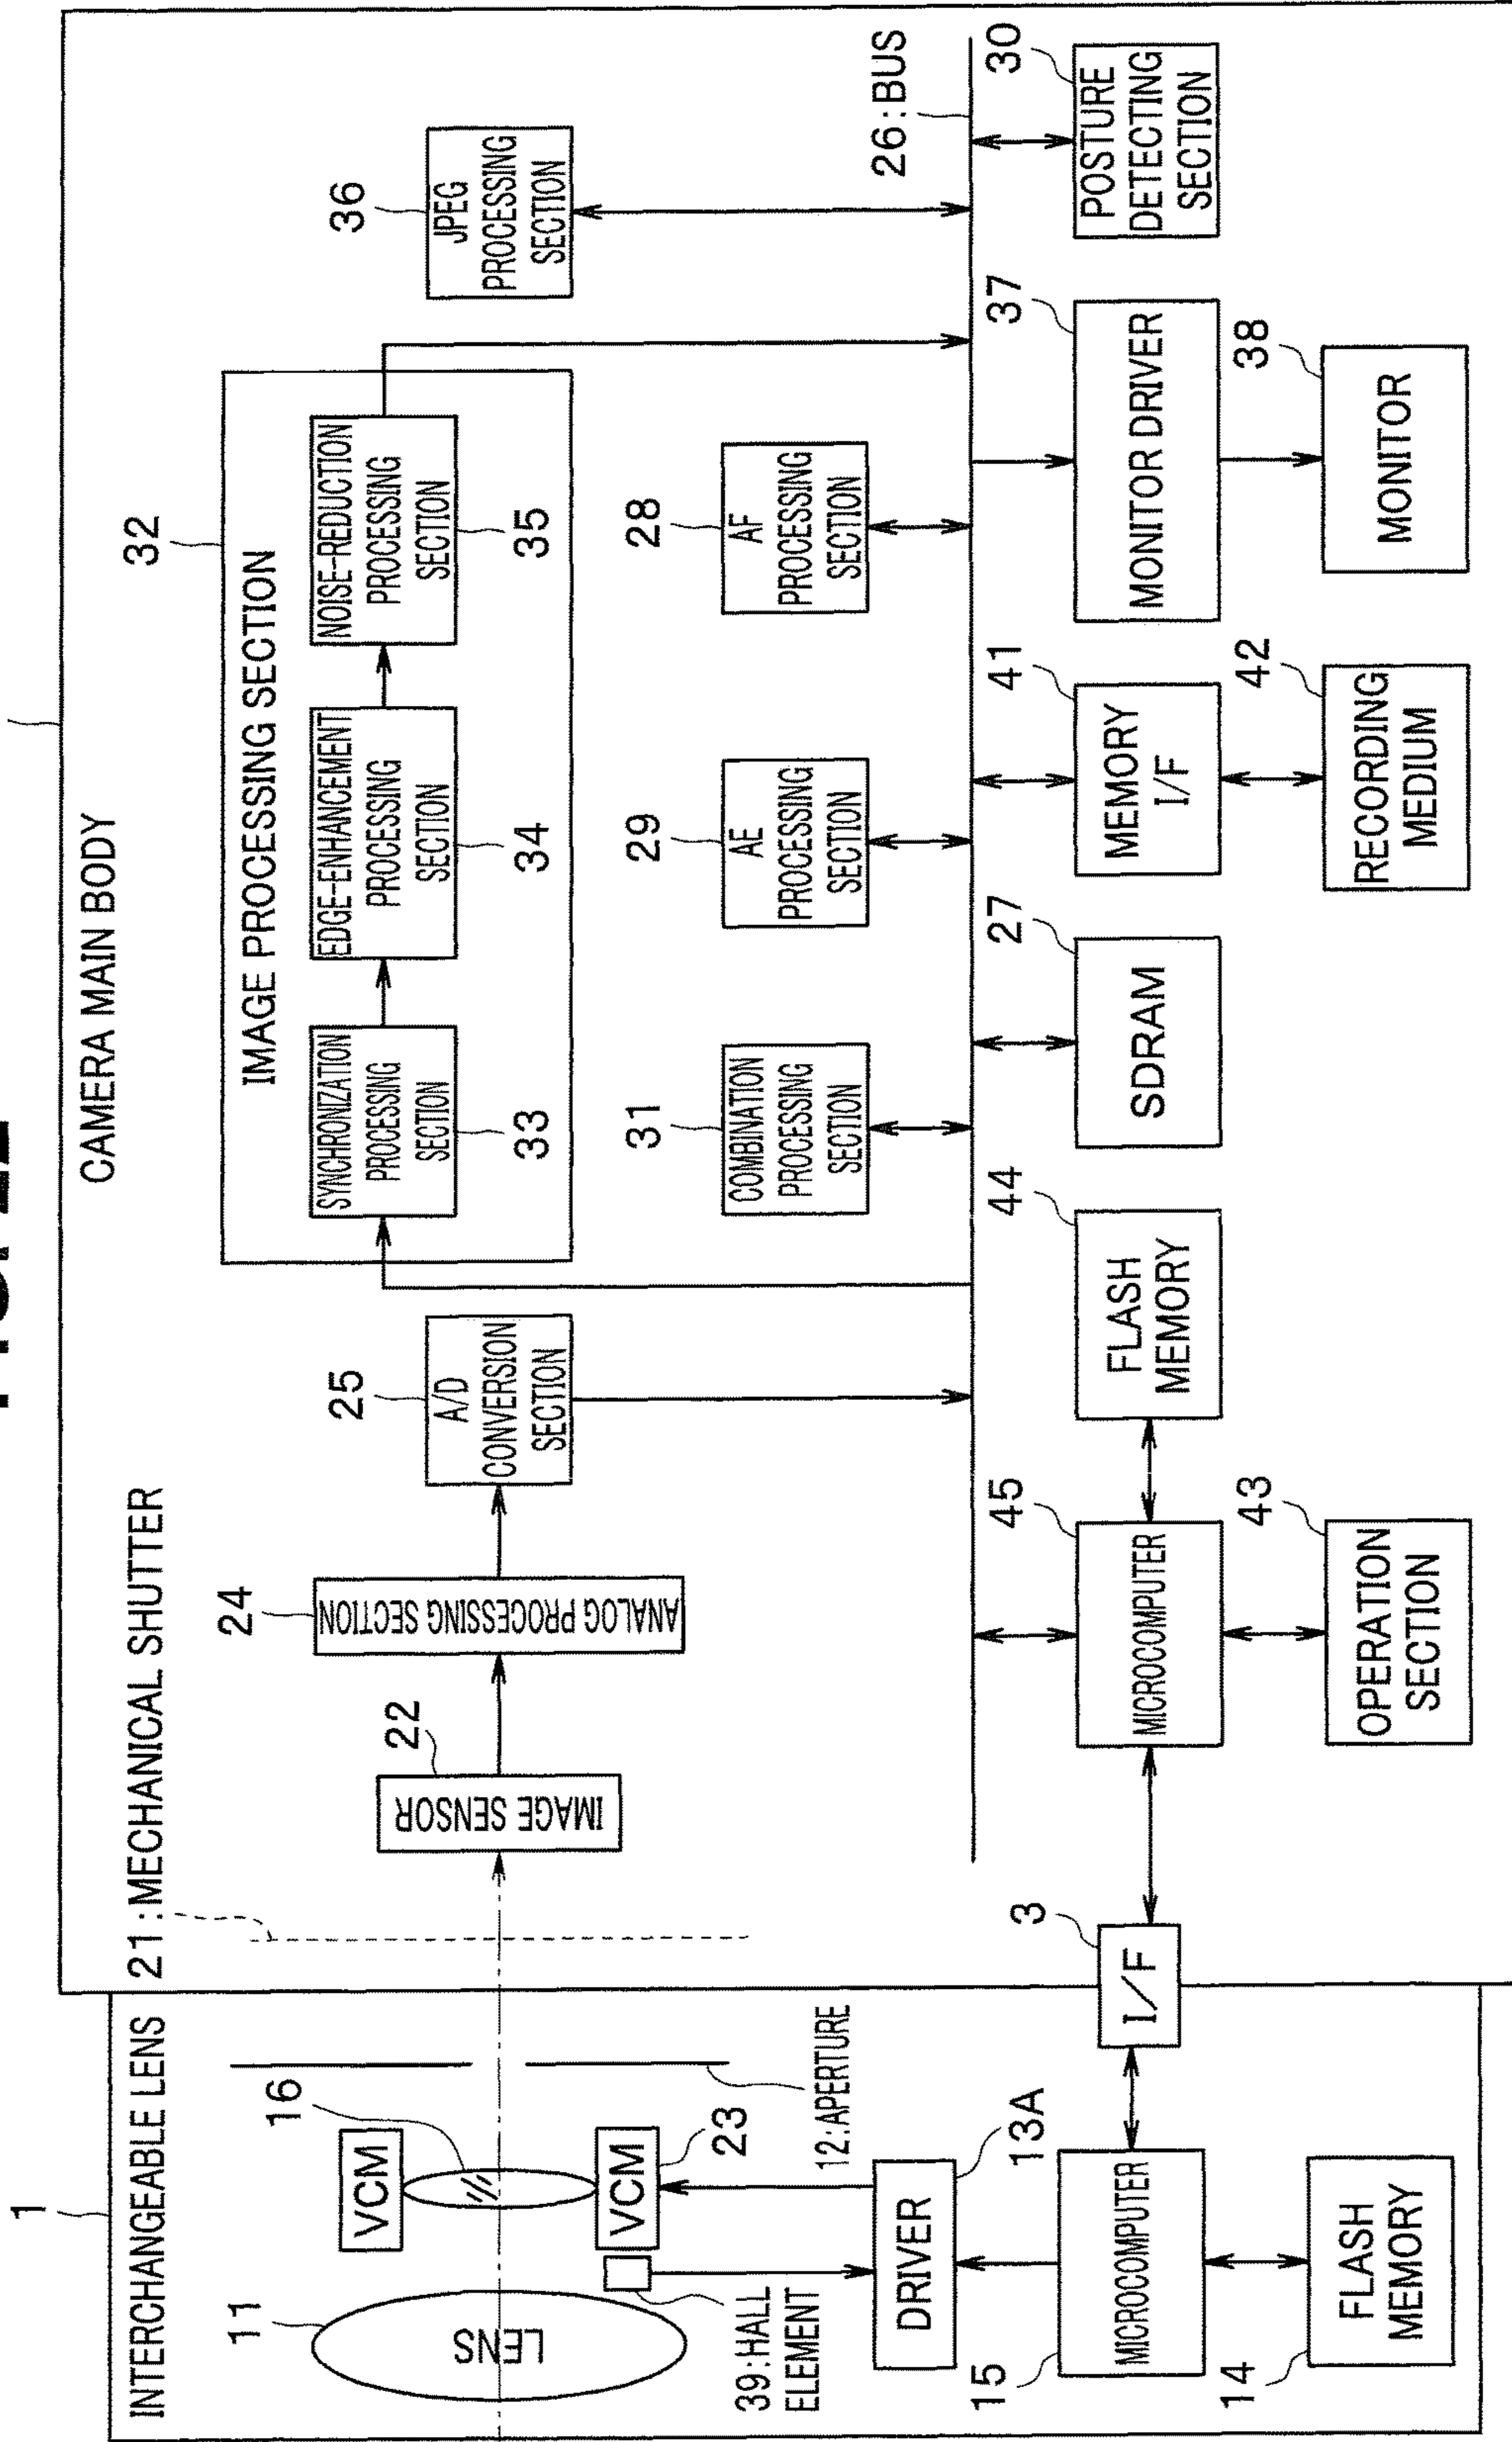 CAMERA MAIN BODY
1
INTERCHANGEABLE LENS
21:MECHANICAL SHUTTER
11
LENS
16
VCM
VCM
23
39:HALL
ELEMENT
12:APERTURE
DRIVER
13A
15
MICROCOMPUTER
14
FLASH
MEMORY
3
I/F
22
IMAGE SENSOR
24
ANALOG PROCESSING SECTION
25
A/D
CONVERSION
SECTION
32
IMAGE PROCESSING SECTION
SYNCHRONIZATION
PROCESSING
SECTION
33
EDGE-ENHANCEMENT
PROCESSING
SECTION
34
NOISE-REDUCTION
PROCESSING
SECTION
35
36
JPEG
PROCESSING
SECTION
31
COMBINATION
PROCESSING
SECTION
29
AE
PROCESSING
SECTION
28
AF
PROCESSING
SECTION
26:BUS
45
MICROCOMPUTER
43
OPERATION
SECTION
44
FLASH
MEMORY
27
SDRAM
41
MEMORY
I/F
42
RECORDING
MEDIUM
37
MONITOR DRIVER
38
MONITOR
30
POSTURE
DETECTING
SECTION